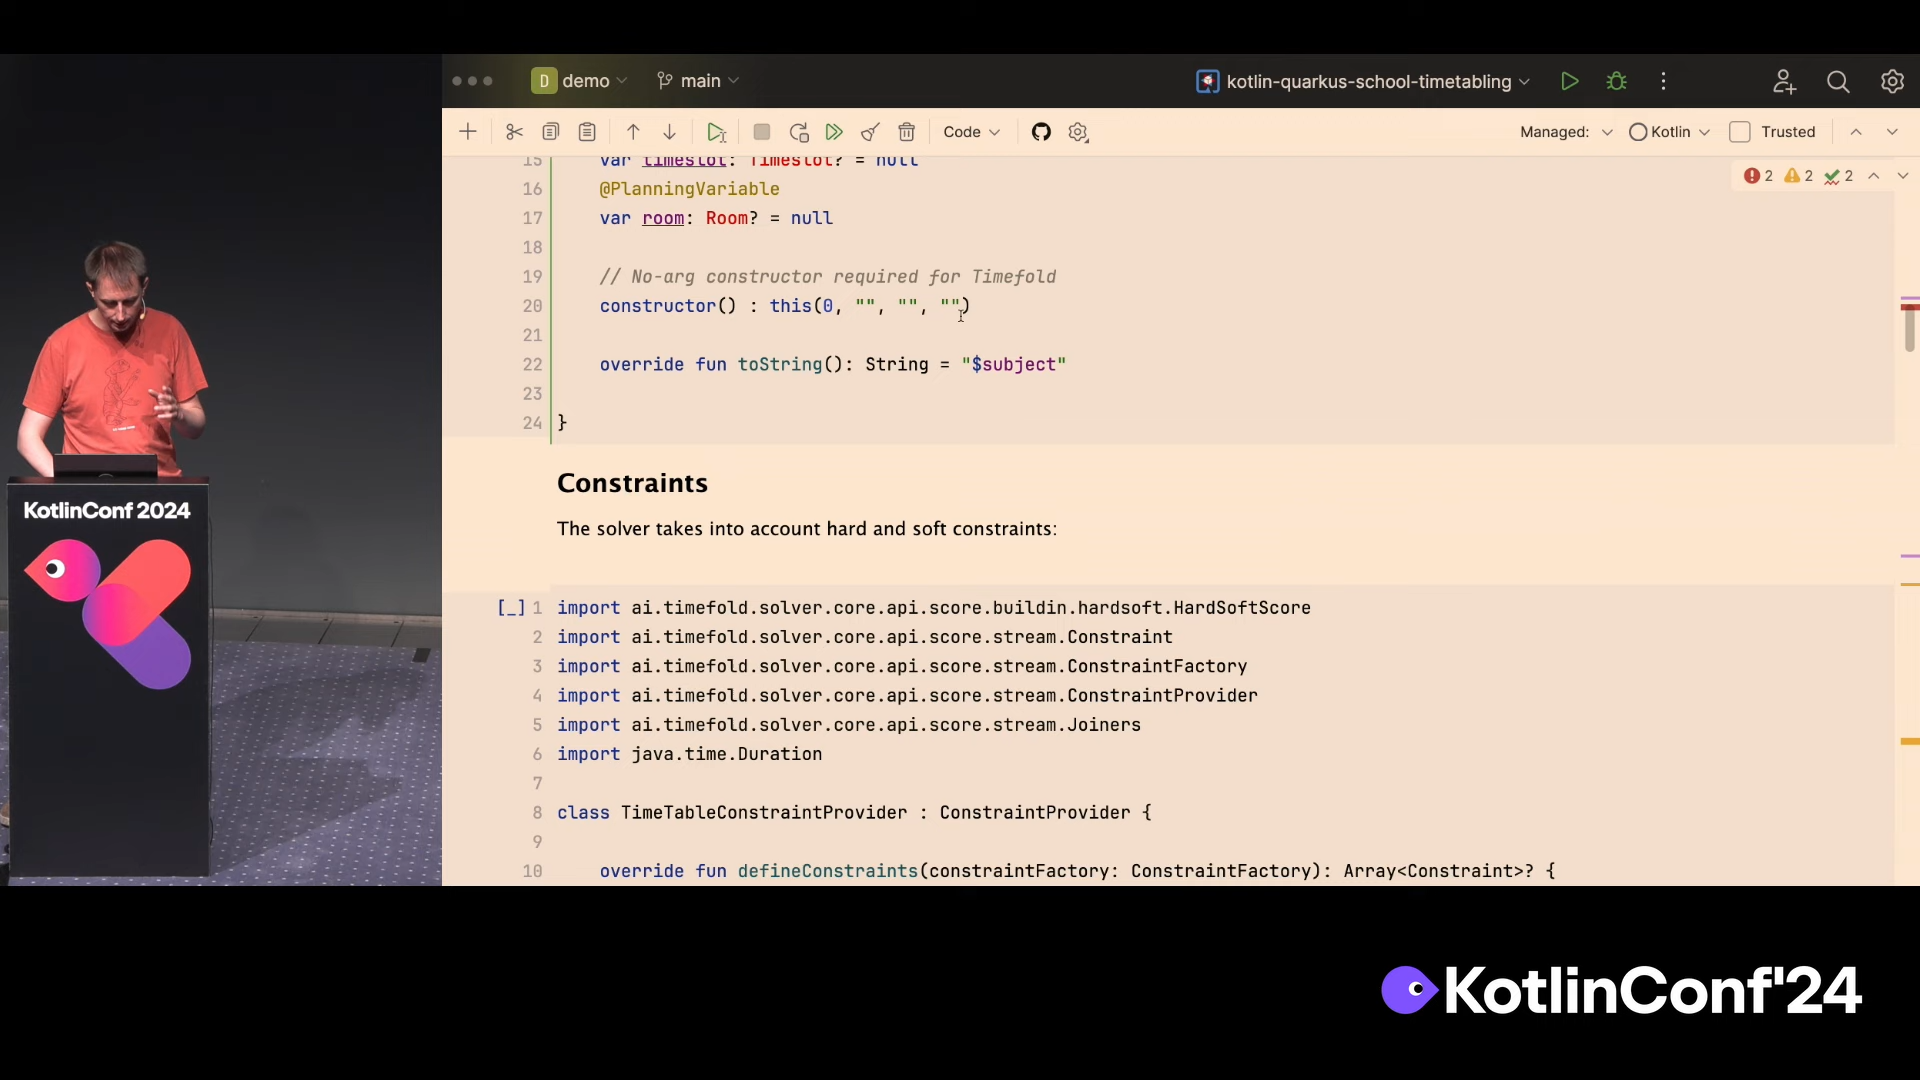 D demo main kotlin-quarkus-school-timetabling
Code Managed: Kotlin Trusted
15 var timeslot: Timeslot? = null
2 2 2
16 @PlanningVariable
17 var room: Room? = null
18
19 // No-arg constructor required for Timefold
20 constructor() : this(0, "", "", "")
21
22 override fun toString(): String = "$subject"
23
24 }
Constraints
The solver takes into account hard and soft constraints:
[_] 1 import ai.timefold.solver.core.api.score.buildin.hardsoft.HardSoftScore
2 import ai.timefold.solver.core.api.score.stream.Constraint
3 import ai.timefold.solver.core.api.score.stream.ConstraintFactory
4 import ai.timefold.solver.core.api.score.stream.ConstraintProvider
5 import ai.timefold.solver.core.api.score.stream.Joiners
6 import java.time.Duration
7
8 class TimeTableConstraintProvider : ConstraintProvider {
9
10 override fun defineConstraints(constraintFactory: ConstraintFactory): Array<Constraint>? {
KotlinConf 2024
KotlinConf'24